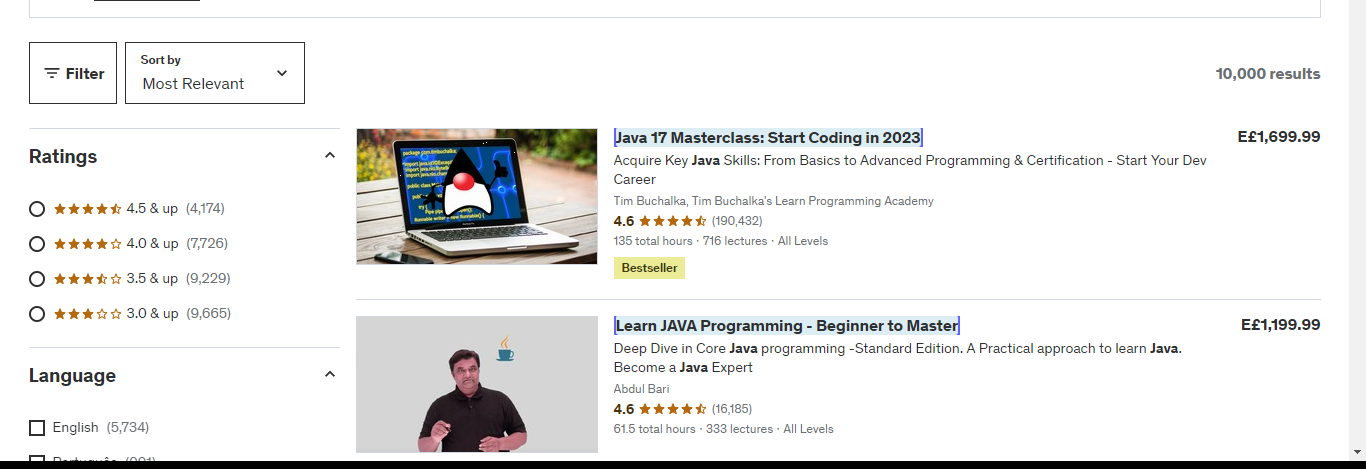 Filter
Sort by
Most Relevant
10,000 results
Ratings
4.5 & up (4,174)
4.0 & up (7,726)
3.5 & up (9,229)
3.0 & up (9,665)
Language
English (5,734)
Java 17 Masterclass: Start Coding in 2023
E£1,699.99
Acquire Key Java Skills: From Basics to Advanced Programming & Certification - Start Your Dev
Career
Tim Buchalka, Tim Buchalka's Learn Programming Academy
4.6 (190,432)
135 total hours · 716 lectures · All Levels
Bestseller
Learn JAVA Programming - Beginner to Master
E£1,199.99
Deep Dive in Core Java programming -Standard Edition. A Practical approach to learn Java.
Become a Java Expert
Abdul Bari
4.6 (16,185)
61.5 total hours · 333 lectures · All Levels